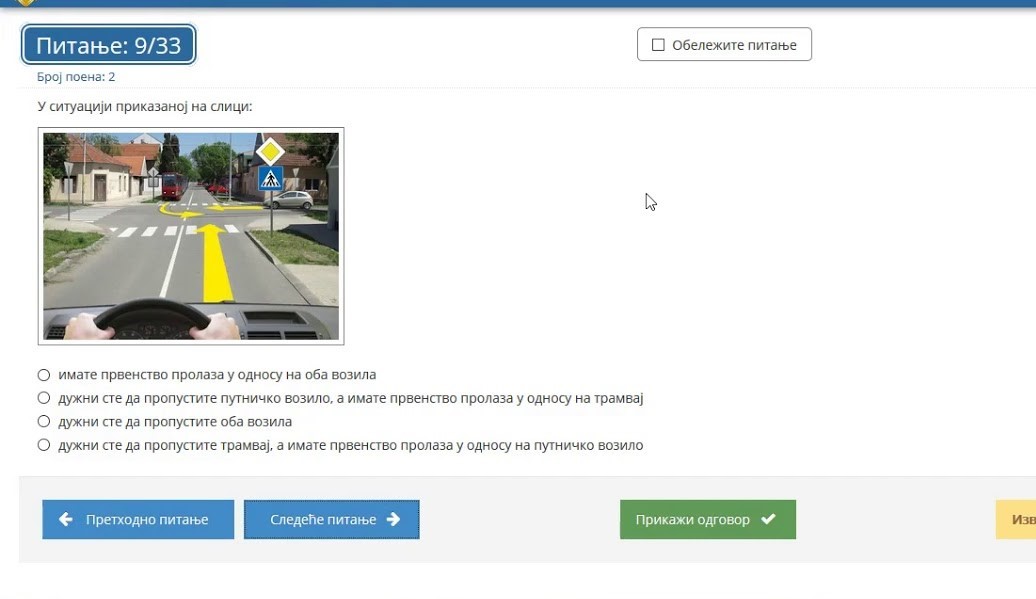 Питање: 9/33
Обележите питање
Број поена: 2
У ситуацији приказаној на слици:
имате првенство пролаза у односу на оба возила
дужни сте да пропустите путничко возило, а имате првенство пролаза у односу на трамвај
дужни сте да пропустите оба возила
дужни сте да пропустите трамвај, а имате првенство пролаза у односу на путничко возило
Претходно питање
Следеће питање
Прикажи одговор
Изв